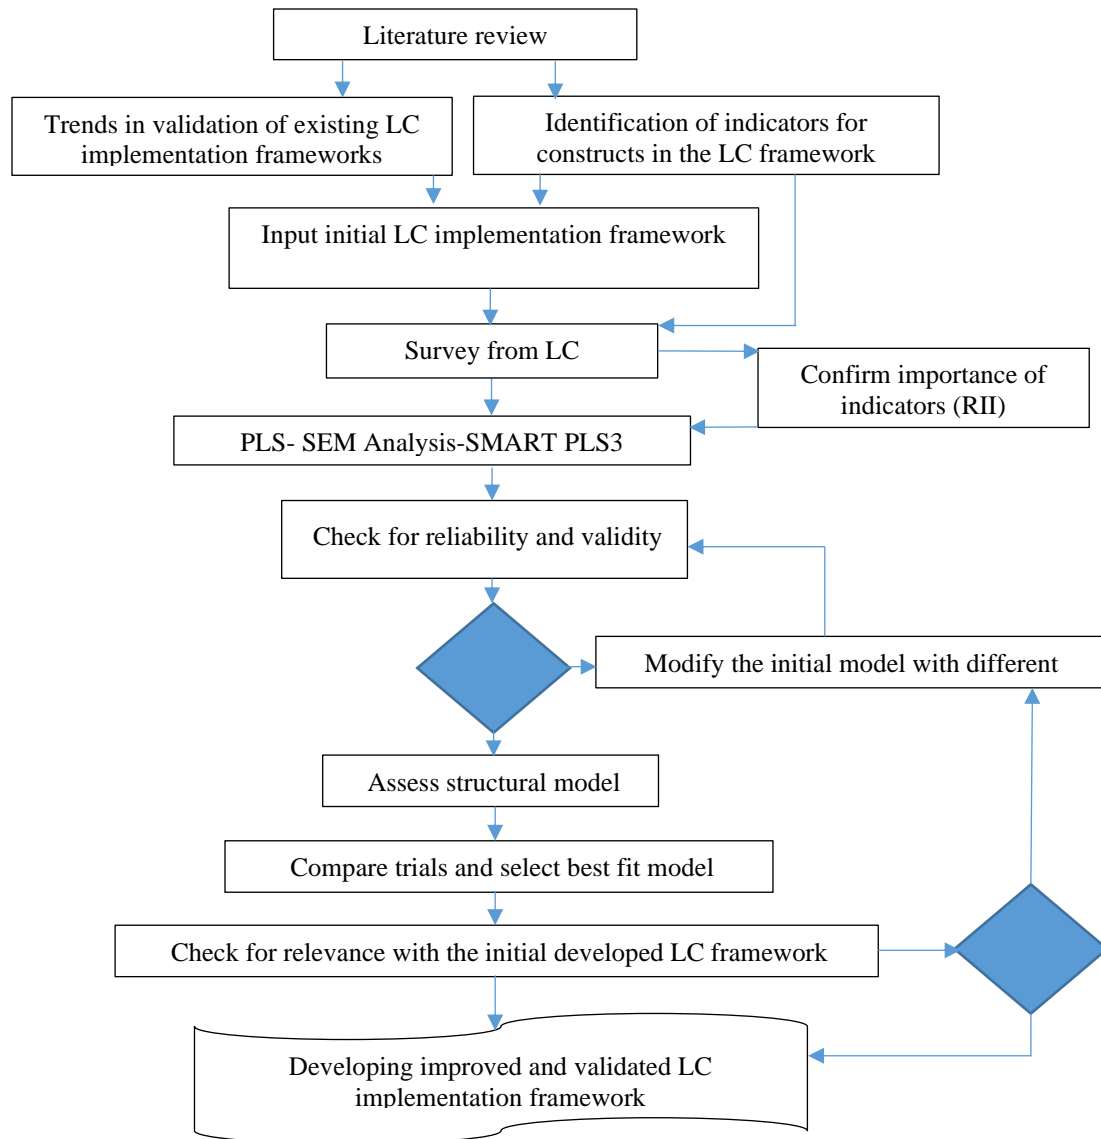 Literature review
Trends in validation of existing LC
implementation frameworks
Identification of indicators for
constructs in the LC framework
Input initial LC implementation framework
Survey from LC
Confirm importance of
indicators (RII)
PLS- SEM Analysis-SMART PLS3
Check for reliability and validity
Modify the initial model with different
Assess structural model
Compare trials and select best fit model
Check for relevance with the initial developed LC framework
Developing improved and validated LC
implementation framework